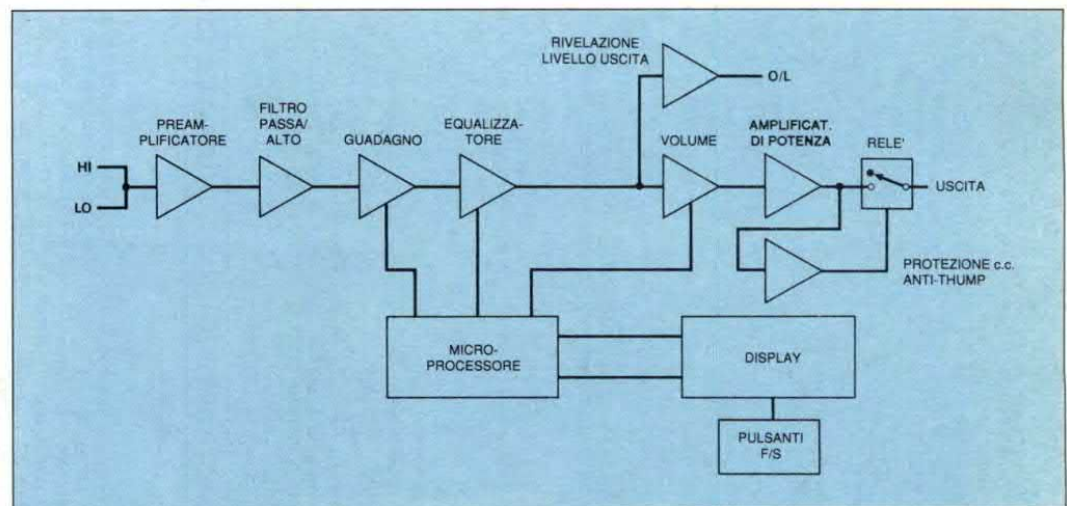 RIVELAZIONE
LIVELLO USCITA
O/L
PREAM-
PLIFICATORE
FILTRO
PASSA/
ALTO
GUADAGNO
EQUALIZZA-
TORE
VOLUME
AMPLIFICAT.
DI POTENZA
RELE'
HI
LO
USCITA
PROTEZIONE c.c.
ANTI-THUMP
MICRO-
PROCESSORE
DISPLAY
PULSANTI
F/S